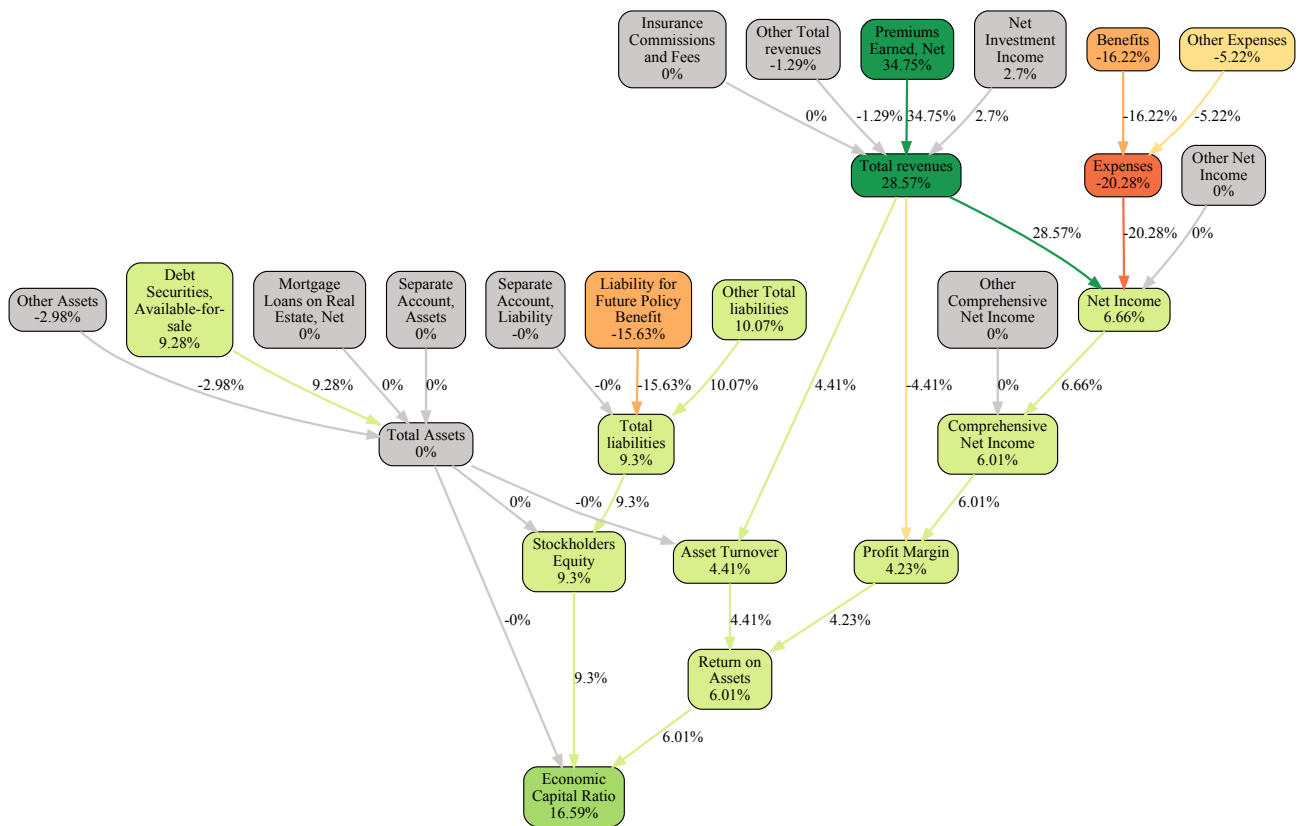 Insurance
Commissions
and Fees
0%
Other Total
revenues
-1.29%
Premiums
Earned, Net
34.75%
Net
Investment
Income
2.7%
Benefits
-16.22%
Other Expenses
-5.22%
0%
-1.29%
34.75%
2.7%
-16.22%
-5.22%
Total revenues
28.57%
Expenses
-20.28%
Other Net
Income
0%
28.57%
-20.28%
0%
Other Assets
-2.98%
Debt
Securities,
Available-for-
sale
9.28%
Mortgage
Loans on Real
Estate, Net
0%
Separate
Account,
Assets
0%
Separate
Account,
Liability
-0%
Liability for
Future Policy
Benefit
-15.63%
Other Total
liabilities
10.07%
Other
Comprehensive
Net Income
0%
Net Income
6.66%
-2.98%
9.28%
0%
0%
-0%
-15.63%
10.07%
4.41%
-4.41%
0%
6.66%
Total Assets
0%
Total
liabilities
9.3%
Comprehensive
Net Income
6.01%
0%
-0%
9.3%
6.01%
Stockholders
Equity
9.3%
Asset Turnover
4.41%
Profit Margin
4.23%
-0%
9.3%
4.41%
4.23%
Return on
Assets
6.01%
6.01%
Economic
Capital Ratio
16.59%